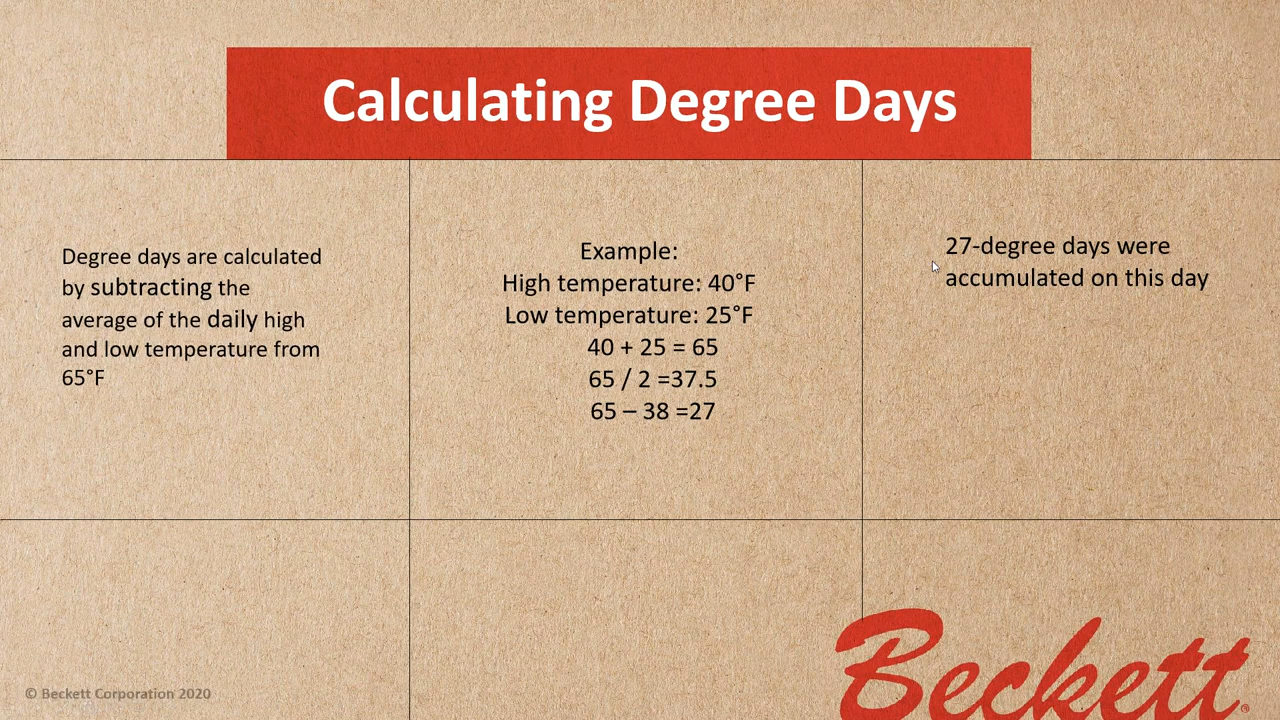 Calculating Degree Days
Degree days are calculated
by subtracting the
average of the daily high
and low temperature from
65°F
Example:
High temperature: 40°F
Low temperature: 25°F
40 + 25 = 65
65 / 2 =37.5
65 – 38 =27
27-degree days were
accumulated on this day
© Beckett Corporation 2020
Beckett®